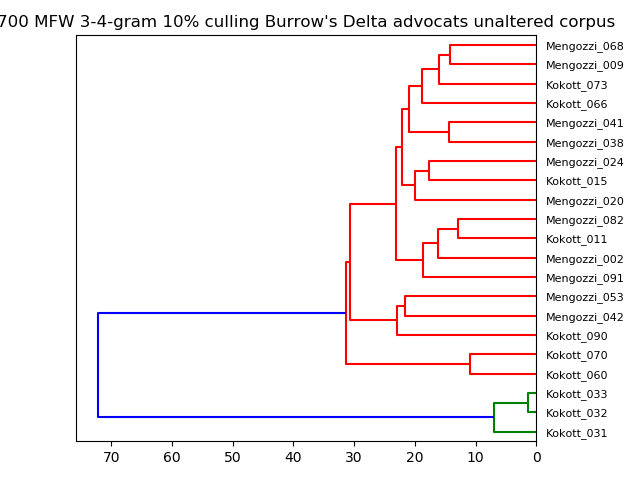 700 MFW 3-4-gram 10% culling Burrow's Delta advocats unaltered corpus
Mengozzi_068
Mengozzi_009
Kokott_073
Kokott_066
Mengozzi_041
Mengozzi_038
Mengozzi_024
Kokott_015
Mengozzi_020
Mengozzi_082
Kokott_011
Mengozzi_002
Mengozzi_091
Mengozzi_053
Mengozzi_042
Kokott_090
Kokott_070
Kokott_060
Kokott_033
Kokott_032
Kokott_031
70 60 50 40 30 20 10 0